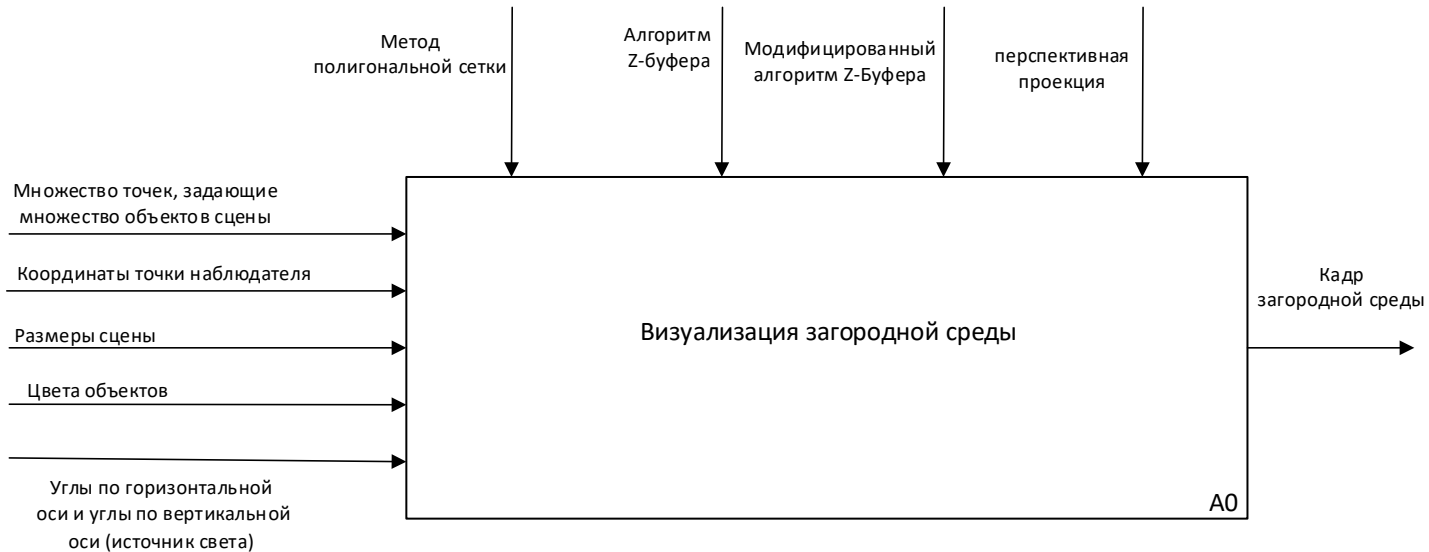 Метод
полигональной сетки
Алгоритм
Z-буфера
Модифицированный
алгоритм Z-Буфера
перспективная
проекция
Множество точек, задающие
множество объектов сцены
Координаты точки наблюдателя
Размеры сцены
Цвета объектов
Углы по горизонтальной
оси и углы по вертикальной
оси (источник света)
Визуализация загородной среды
A0
Кадр
загородной среды